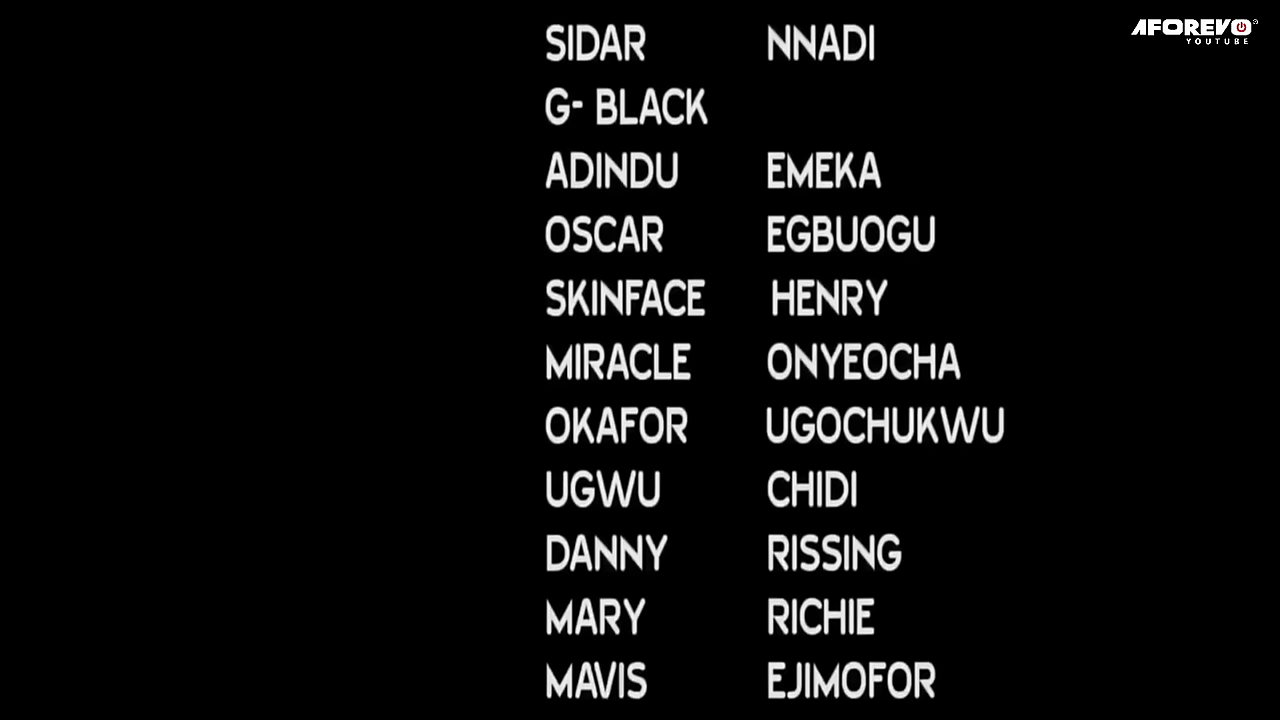 AFOREVO
YOUTUBE
SIDAR NNADI
G- BLACK
ADINDU EMEKA
OSCAR EGBUOGU
SKINFACE HENRY
MIRACLE ONYEOCHA
OKAFOR UGOCHUKWU
UGWU CHIDI
DANNY RISSING
MARY RICHIE
MAVIS EJIMOFOR